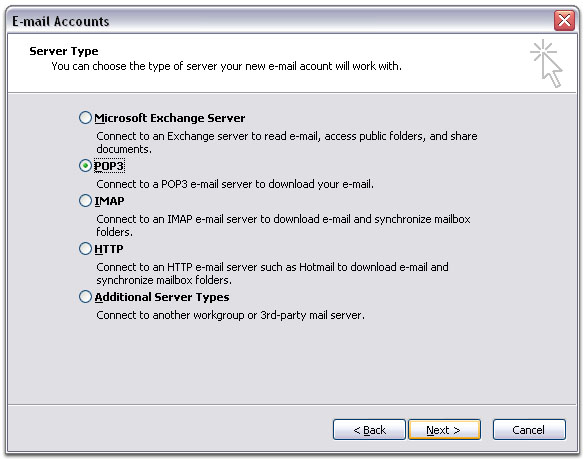 E-mail Accounts
Server Type
You can choose the type of server your new e-mail acount will work with.
Microsoft Exchange Server
Connect to an Exchange server to read e-mail, access public folders, and share
documents.
POP3
Connect to a POP3 e-mail server to download your e-mail.
IMAP
Connect to an IMAP e-mail server to download e-mail and synchronize mailbox
folders.
HTTP
Connect to an HTTP e-mail server such as Hotmail to download e-mail and
synchronize mailbox folders.
Additional Server Types
Connect to another workgroup or 3rd-party mail server.
< Back Next > Cancel